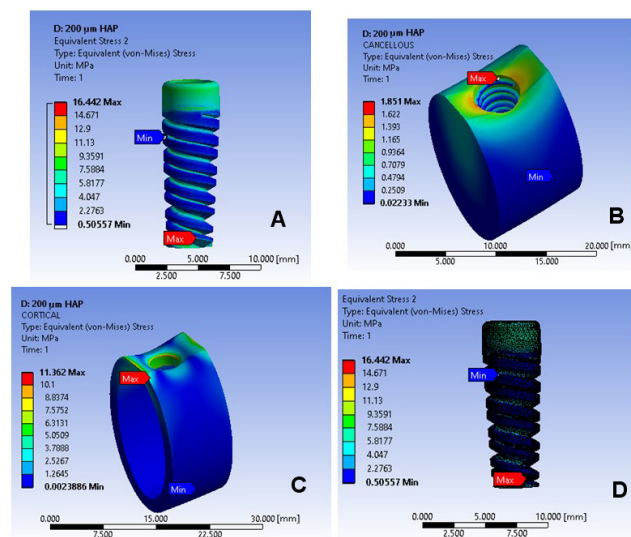 D: 200 µm HAP
Equivalent Stress 2
Type: Equivalent (von-Mises) Stress
Unit: MPa
Time: 1
16.442 Max
14.671
12.9
11.13
9.3591
7.5884
5.8177
4.047
2.2763
0.50557 Min
Min
Max
A
0.000 5.000 10.000 [mm]
2.500 7.500
D: 200 µm HAP
CANCELLOUS
Type: Equivalent (von-Mises) Stress
Unit: MPa
Time: 1
1.851 Max
1.622
1.393
1.165
0.9364
0.7079
0.4794
0.2509
0.02233 Min
Max
Min
B
0.000 10.000 20.000 [mm]
5.000 15.000
D: 200 µm HAP
CORTICAL
Type: Equivalent (von-Mises) Stress
Unit: MPa
Time: 1
11.362 Max
10.1
8.8374
7.5752
6.3131
5.0509
3.7888
2.5267
1.2645
0.0023886 Min
Max
Min
C
0.000 15.000 30.000 [mm]
7.500 22.500
Equivalent Stress 2
Type: Equivalent (von-Mises) Stress
Unit: MPa
Time: 1
16.442 Max
14.671
12.9
11.13
9.3591
7.5884
5.8177
4.047
2.2763
0.50557 Min
Min
Max
D
0.000 5.000 10.000 [mm]
2.500 7.500